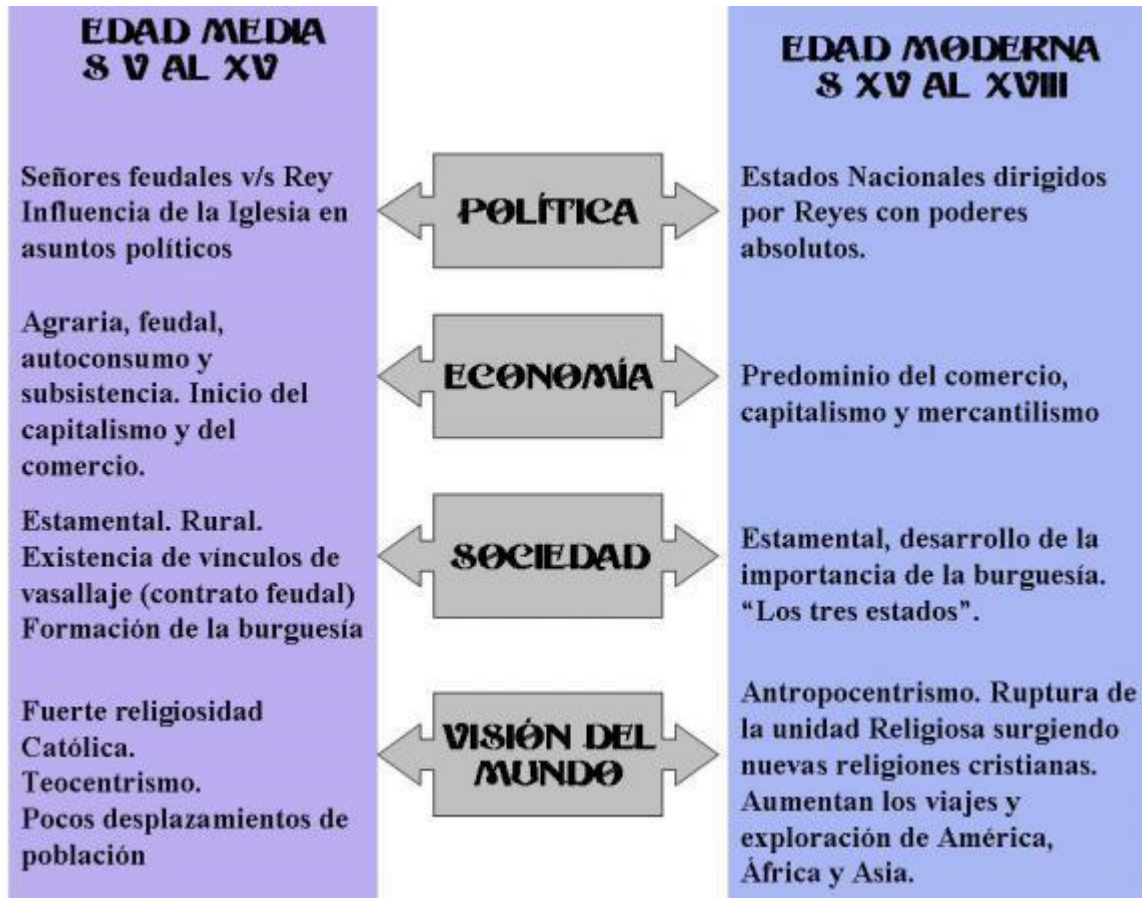 EDAD MEDIA
S V AL XV
EDAD MODERNA
S XV AL XVIII
Señores feudales v/s Rey
Influencia de la Iglesia en
asuntos políticos
POLÍTICA
Estados Nacionales dirigidos
por Reyes con poderes
absolutos.
Agraria, feudal,
autoconsumo y
subsistencia. Inicio del
capitalismo y del
comercio.
ECONOMÍA
Predominio del comercio,
capitalismo y mercantilismo
Estamental. Rural.
Existencia de vínculos de
vasallaje (contrato feudal)
Formación de la burguesía
SOCIEDAD
Estamental, desarrollo de la
importancia de la burguesía.
“Los tres estados”.
Fuerte religiosidad
Católica.
Teocentrismo.
Pocos desplazamientos de
población
VISIÓN DEL
MUNDO
Antropocentrismo. Ruptura de
la unidad Religiosa surgiendo
nuevas religiones cristianas.
Aumentan los viajes y
exploración de América,
África y Asia.